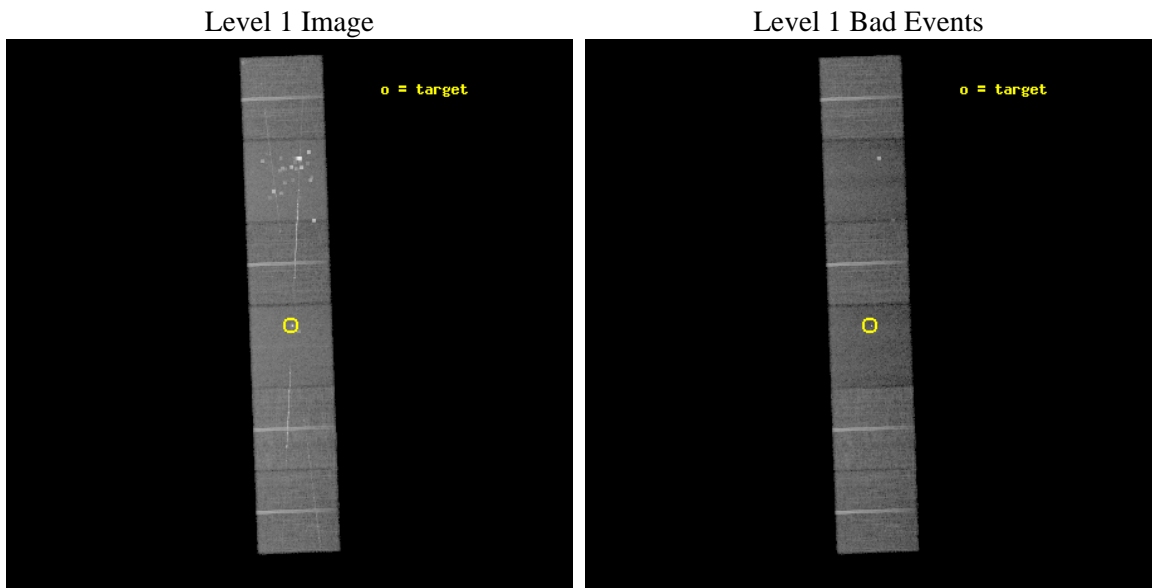 Level 1 Image
Level 1 Bad Events
o = target
o = target